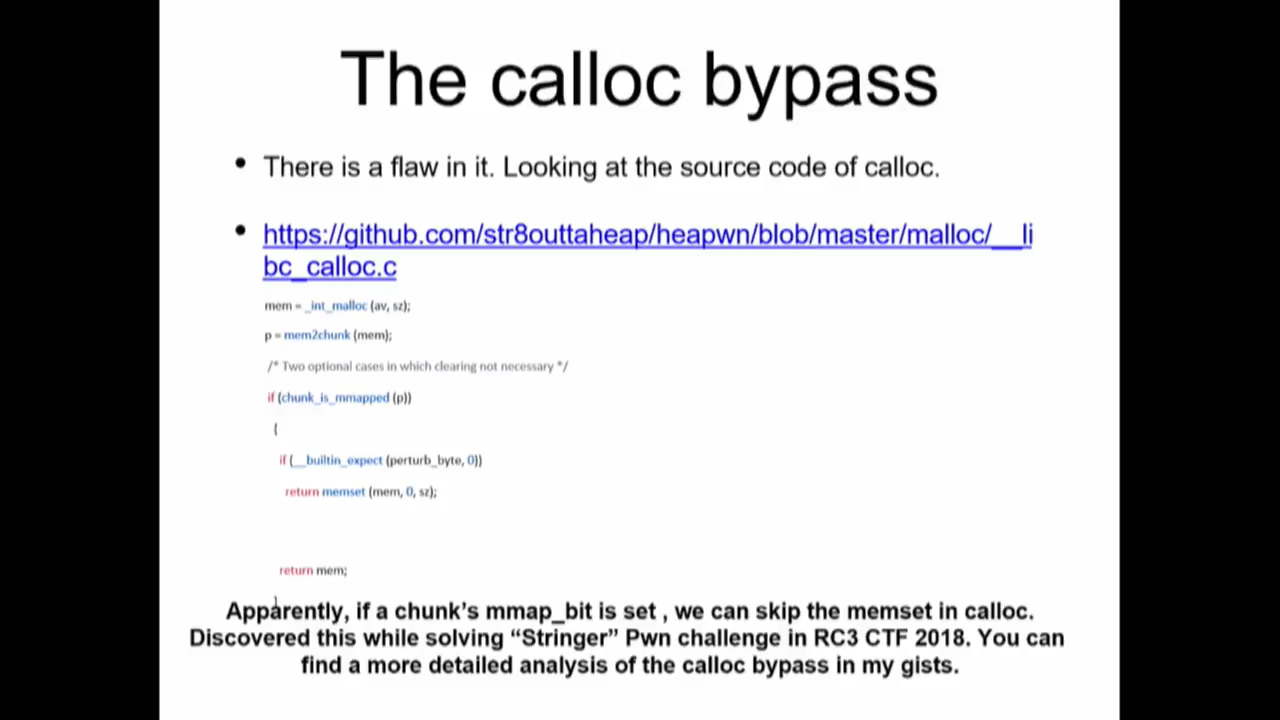 The calloc bypass
• There is a flaw in it. Looking at the source code of calloc.
• https://github.com/str8outtaheap/heapwn/blob/master/malloc/__li
bc_calloc.c
mem = _int_malloc (av, sz);
p = mem2chunk (mem);
/* Two optional cases in which clearing not necessary */
if (chunk_is_mmapped (p))
{
if (__builtin_expect (perturb_byte, 0))
return memset (mem, 0, sz);
return mem;
}
Apparently, if a chunk's mmap_bit is set , we can skip the memset in calloc.
Discovered this while solving “Stringer” Pwn challenge in RC3 CTF 2018. You can
find a more detailed analysis of the calloc bypass in my gists.